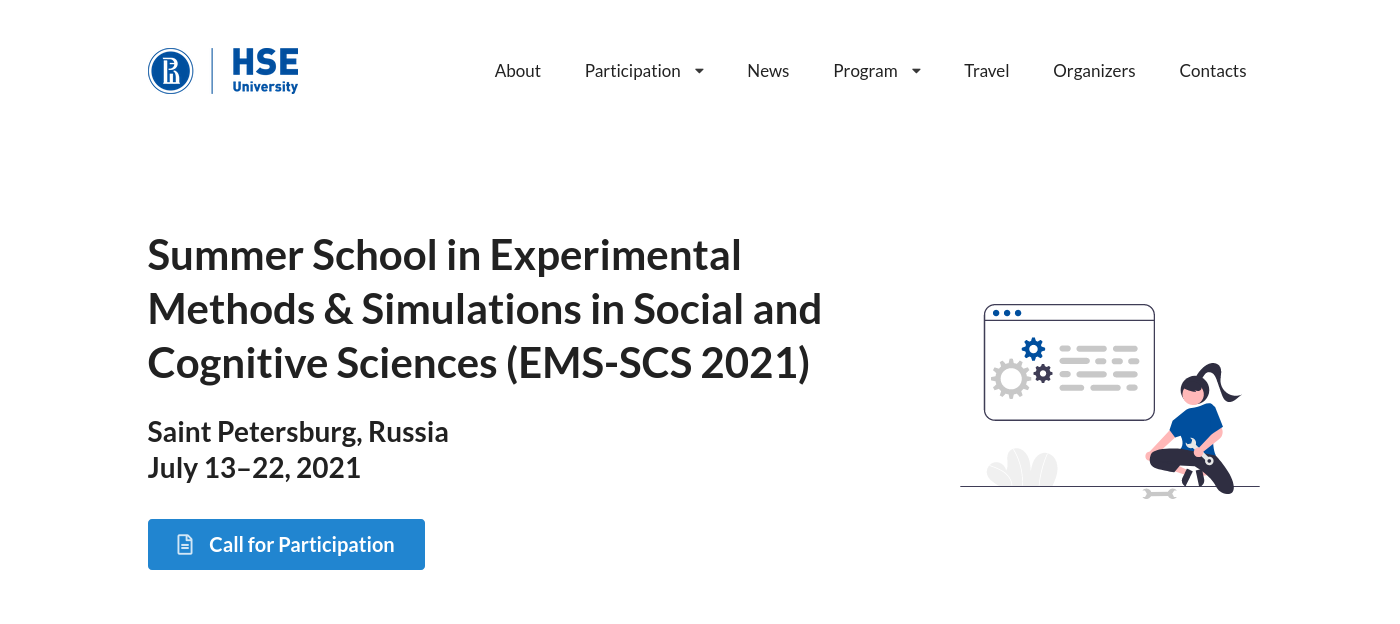 HSE
University
About Participation News Program Travel Organizers Contacts
Summer School in Experimental
Methods & Simulations in Social and
Cognitive Sciences (EMS-SCS 2021)
Saint Petersburg, Russia
July 13–22, 2021
Call for Participation